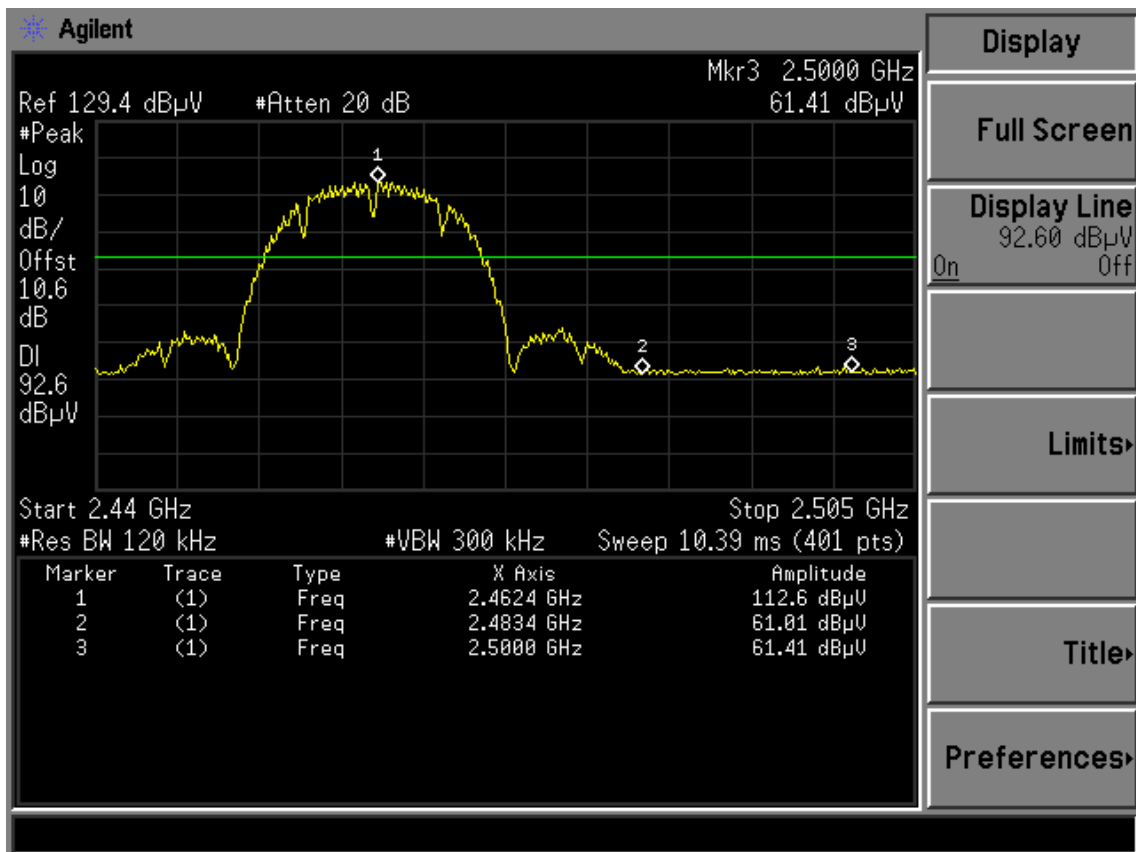 Agilent
Mkr3 2.5000 GHz
Ref 129.4 dBµV #Atten 20 dB 61.41 dBµV
#Peak
Log
10
dB/
Offst
10.6
dB
DI
92.6
dBµV
1
2
3
Start 2.44 GHz Stop 2.505 GHz
#Res BW 120 kHz #VBW 300 kHz Sweep 10.39 ms (401 pts)
Marker Trace Type X Axis Amplitude
1 (1) Freq 2.4624 GHz 112.6 dBµV
2 (1) Freq 2.4834 GHz 61.01 dBµV
3 (1) Freq 2.5000 GHz 61.41 dBµV
Display
Full Screen
Display Line
92.60 dBµV
On Off
Limits
Title
Preferences